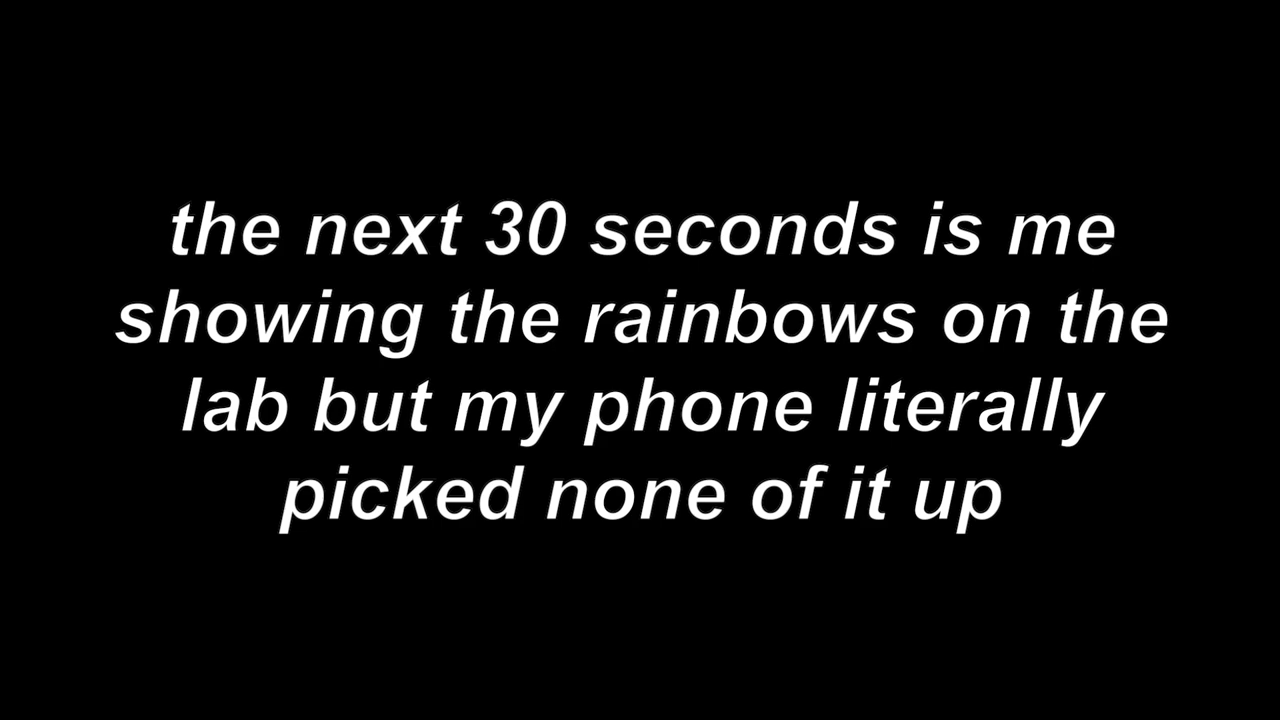 the next 30 seconds is me
showing the rainbows on the
lab but my phone literally
picked none of it up